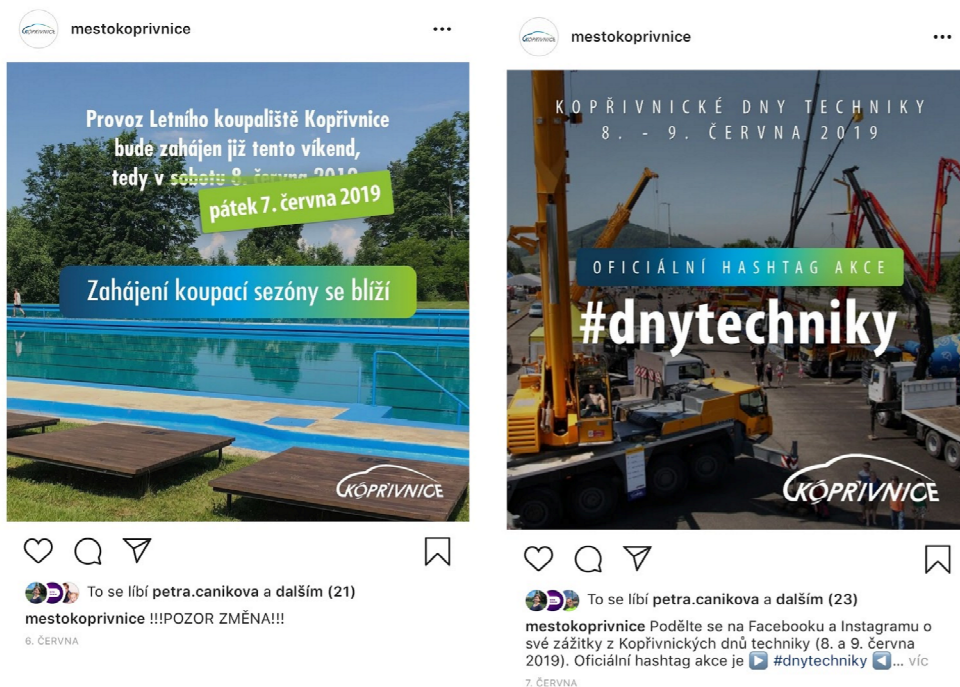 mestokoprivnice
KOPŘIVNICE
Provoz Letního koupaliště Kopřivnice
bude zahájen již tento víkend,
tedy v sobotu 8. června 2019
pátek 7. června 2019
Zahájení koupací sezóny se blíží
KOPŘIVNICE
To se líbí petra.canikova a dalším (21)
mestokoprivnice !!!POZOR ZMĚNA!!!
6. ČERVNA
mestokoprivnice
KOPŘIVNICE
KOPŘIVNICKÉ DNY TECHNIKY
8. - 9. ČERVNA 2019
OFICIÁLNÍ HASHTAG AKCE
#dnytechniky
KOPŘIVNICE
To se líbí petra.canikova a dalším (23)
mestokoprivnice Podělte se na Facebooku a Instagramu o
své zážitky z Kopřivnických dnů techniky (8. a 9. června
2019). Oficiální hashtag akce je ▶ #dnytechniky ◀... víc
7. ČERVNA